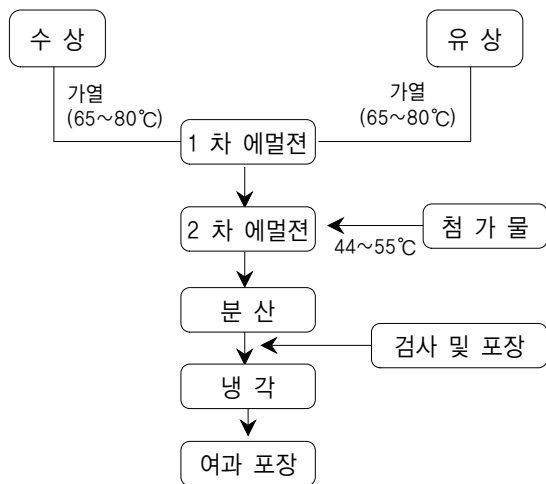 수 상
유 상
가열
(65~80℃)
가열
(65~80℃)
1 차 에멀젼
2 차 에멀젼
첨 가 물
44~55℃
분 산
검사 및 포장
냉 각
여과 포장